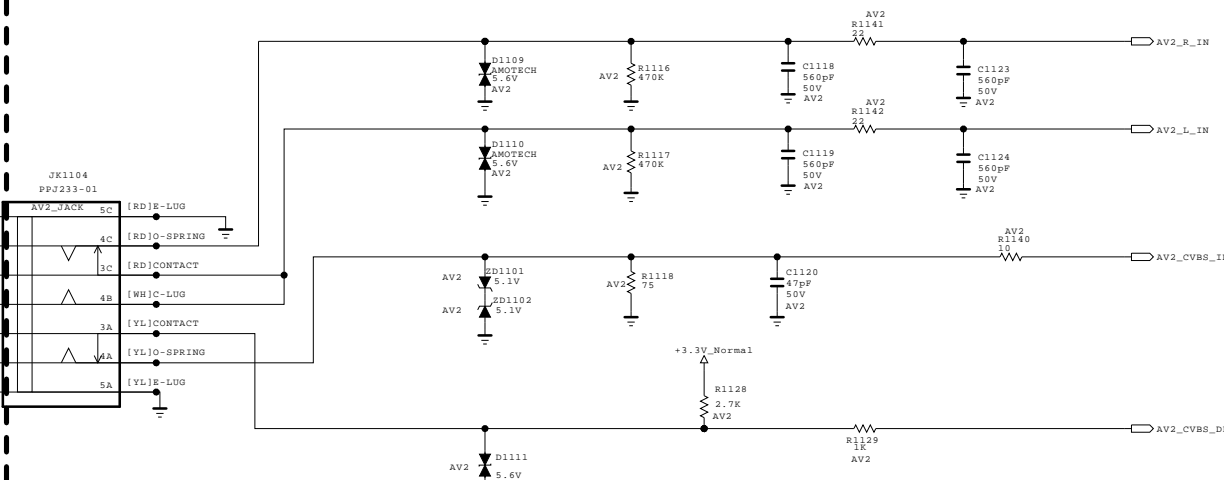 AV2
R1141
22
AV2_R_IN
D1109
AMOTECH
5.6V
AV2
AV2
R1116
470K
C1118
560pF
50V
AV2
C1123
560pF
50V
AV2
AV2
R1142
22
AV2_L_IN
D1110
AMOTECH
5.6V
AV2
AV2
R1117
470K
C1119
560pF
50V
AV2
C1124
560pF
50V
AV2
JK1104
PPJ233-01
AV2_JACK
5C [RD]E-LUG
4C [RD]O-SPRING
3C [RD]CONTACT
4B [WH]C-LUG
3A [YL]CONTACT
4A [YL]O-SPRING
5A [YL]E-LUG
AV2
R1140
10
AV2_CVBS_I
AV2
ZD1101
5.1V
AV2
ZD1102
5.1V
AV2
R1118
75
C1120
47pF
50V
AV2
+3.3V_Normal
R1128
2.7K
AV2
R1129
1K
AV2
AV2_CVBS_D
AV2
D1111
5.6V